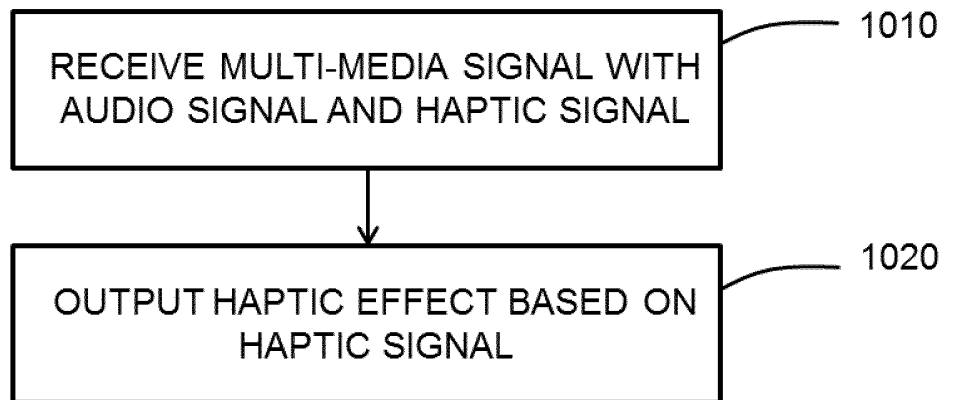 RECEIVE MULTI-MEDIA SIGNAL WITH
AUDIO SIGNAL AND HAPTIC SIGNAL
1010
OUTPUT HAPTIC EFFECT BASED ON
HAPTIC SIGNAL
1020